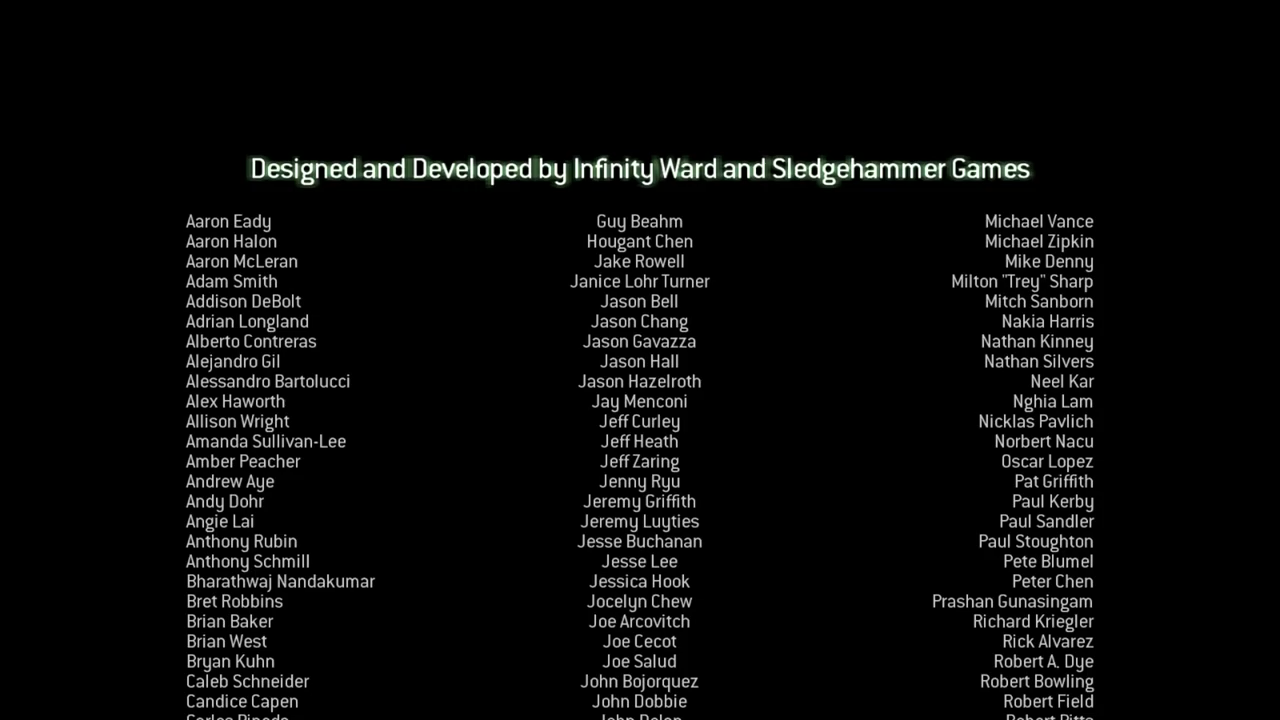 Designed and Developed by Infinity Ward and Sledgehammer Games
Aaron Eady Guy Beahm Michael Vance
Aaron Halon Hougant Chen Michael Zipkin
Aaron McLeran Jake Rowell Mike Denny
Adam Smith Janice Lohr Turner Milton "Trey" Sharp
Addison DeBolt Jason Bell Mitch Sanborn
Adrian Longland Jason Chang Nakia Harris
Alberto Contreras Jason Gavazza Nathan Kinney
Alejandro Gil Jason Hall Nathan Silvers
Alessandro Bartolucci Jason Hazelroth Neel Kar
Alex Haworth Jay Menconi Nghia Lam
Allison Wright Jeff Curley Nicklas Pavlich
Amanda Sullivan-Lee Jeff Heath Norbert Nacu
Amber Peacher Jeff Zaring Oscar Lopez
Andrew Aye Jenny Ryu Pat Griffith
Andy Dohr Jeremy Griffith Paul Kerby
Angie Lai Jeremy Luyties Paul Sandler
Anthony Rubin Jesse Buchanan Paul Stoughton
Anthony Schmill Jesse Lee Pete Blumel
Bharathwaj Nandakumar Jessica Hook Peter Chen
Bret Robbins Jocelyn Chew Prashan Gunasingam
Brian Baker Joe Arcovitch Richard Kriegler
Brian West Joe Cecot Rick Alvarez
Bryan Kuhn Joe Salud Robert A. Dye
Caleb Schneider John Bojorquez Robert Bowling
Candice Capen John Dobbie Robert Field
John Robert